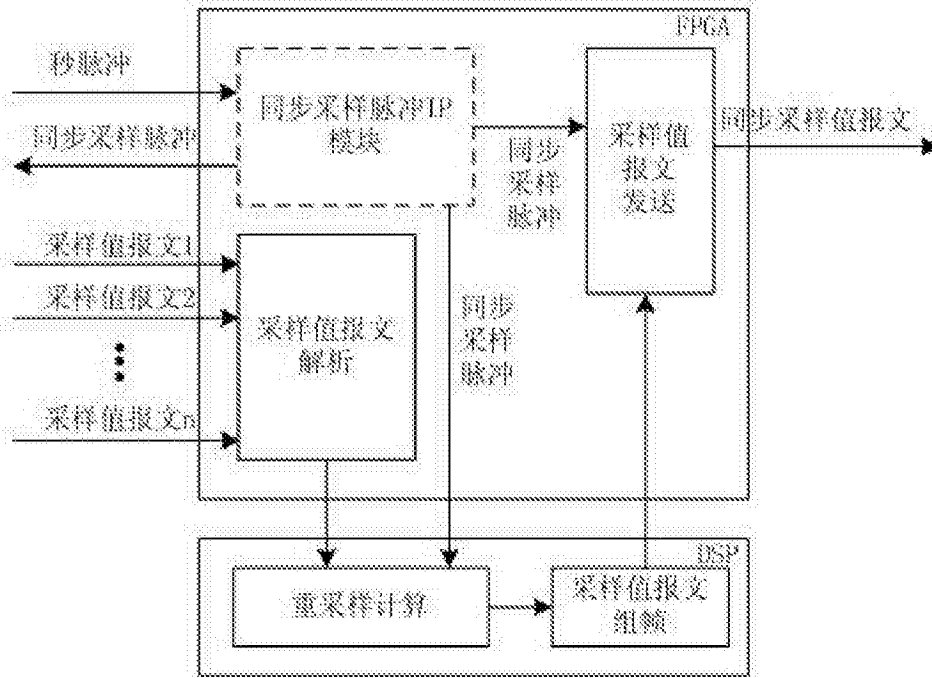 FPGA
秒脉冲
同步采样脉冲IP
模块
同步采样脉冲
同步
采样
脉冲
采样值
报文
发送
同步采样值报文
采样值报文1
采样值报文2
采样值报文n
采样值报文
解析
同步
采样
脉冲
DSP
重采样计算
采样值报文
组帧